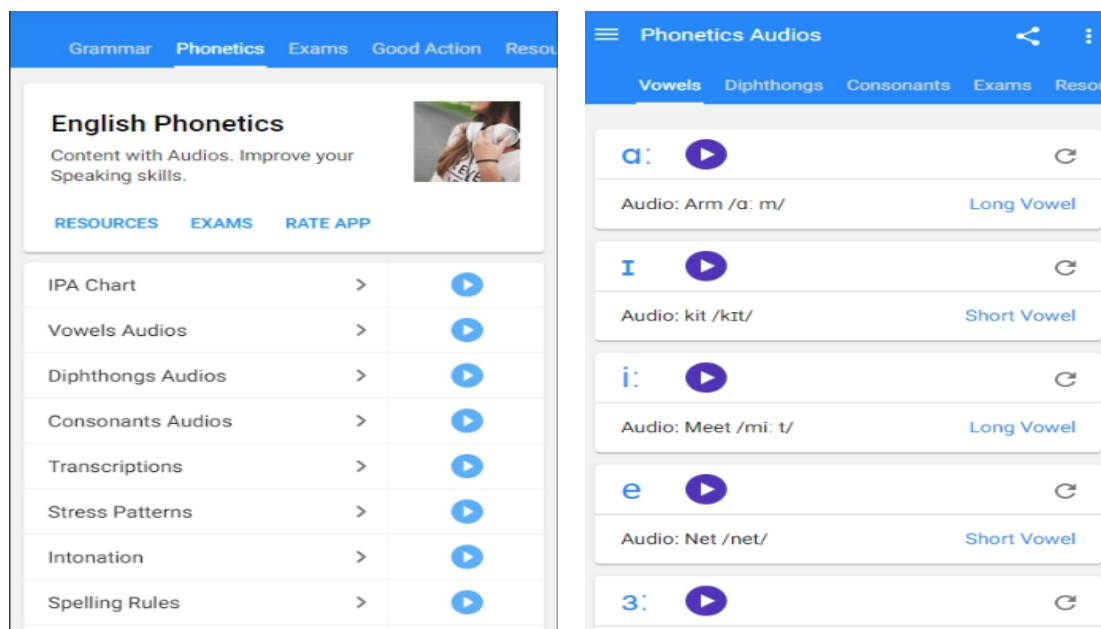 Grammar Phonetics Exams Good Action Resou
English Phonetics
Content with Audios. Improve your
Speaking skills.
RESOURCES EXAMS RATE APP
IPA Chart
Vowels Audios
Diphthongs Audios
Consonants Audios
Transcriptions
Stress Patterns
Intonation
Spelling Rules
Phonetics Audios
Vowels Diphthongs Consonants Exams Resou
ɑː
Audio: Arm /ɑː m/ Long Vowel
ɪ
Audio: kit /kɪt/ Short Vowel
iː
Audio: Meet /miː t/ Long Vowel
e
Audio: Net /net/ Short Vowel
ɜː